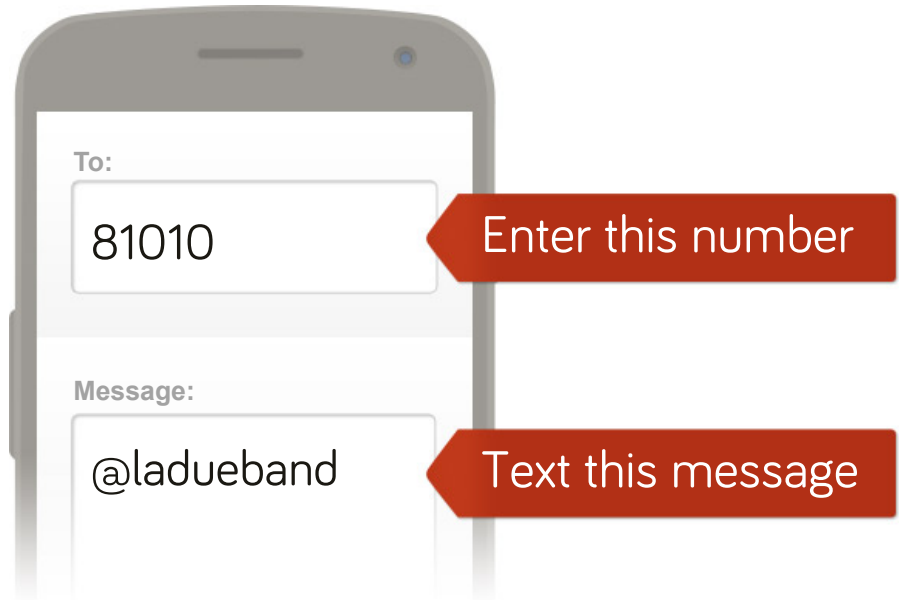 To:
81010
Enter this number
Message:
@ladueband
Text this message